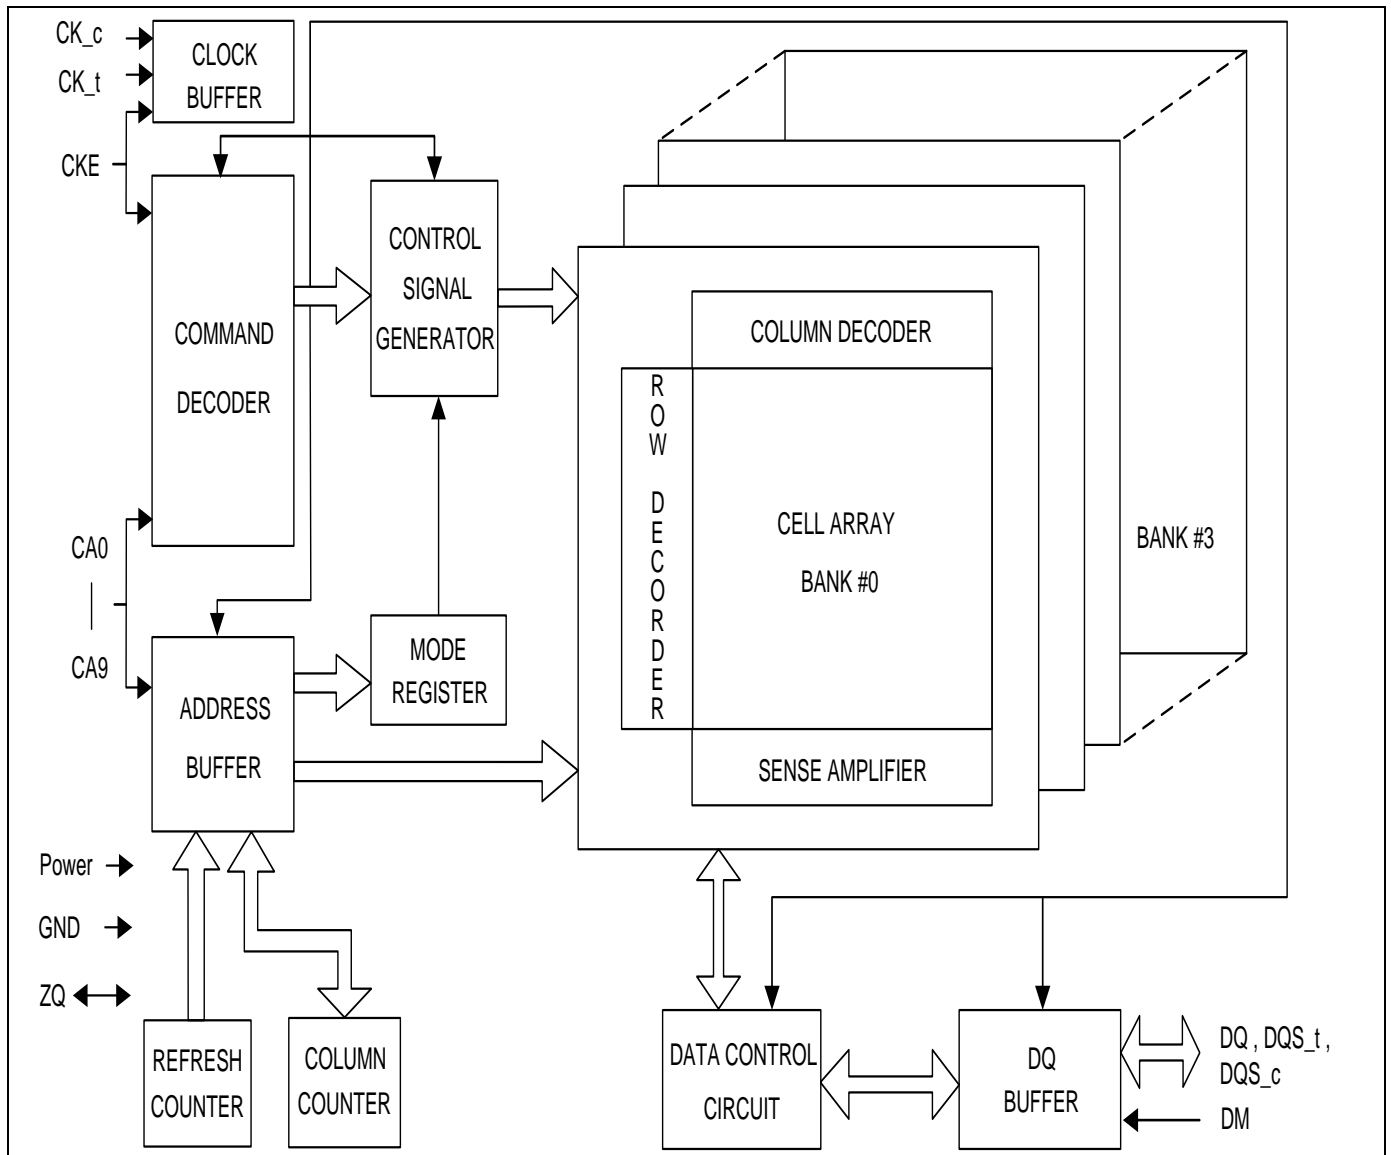 CK_c
CK_t
CKE
CLOCK
BUFFER
COMMAND
DECODER
CONTROL
SIGNAL
GENERATOR
COLUMN DECODER
ROW DECORDER
CELL ARRAY
BANK #0
SENSE AMPLIFIER
BANK #3
CA0
CA9
MODE
REGISTER
ADDRESS
BUFFER
Power
GND
ZQ
REFRESH
COUNTER
COLUMN
COUNTER
DATA CONTROL
CIRCUIT
DQ
BUFFER
DQ , DQS_t ,
DQS_c
DM